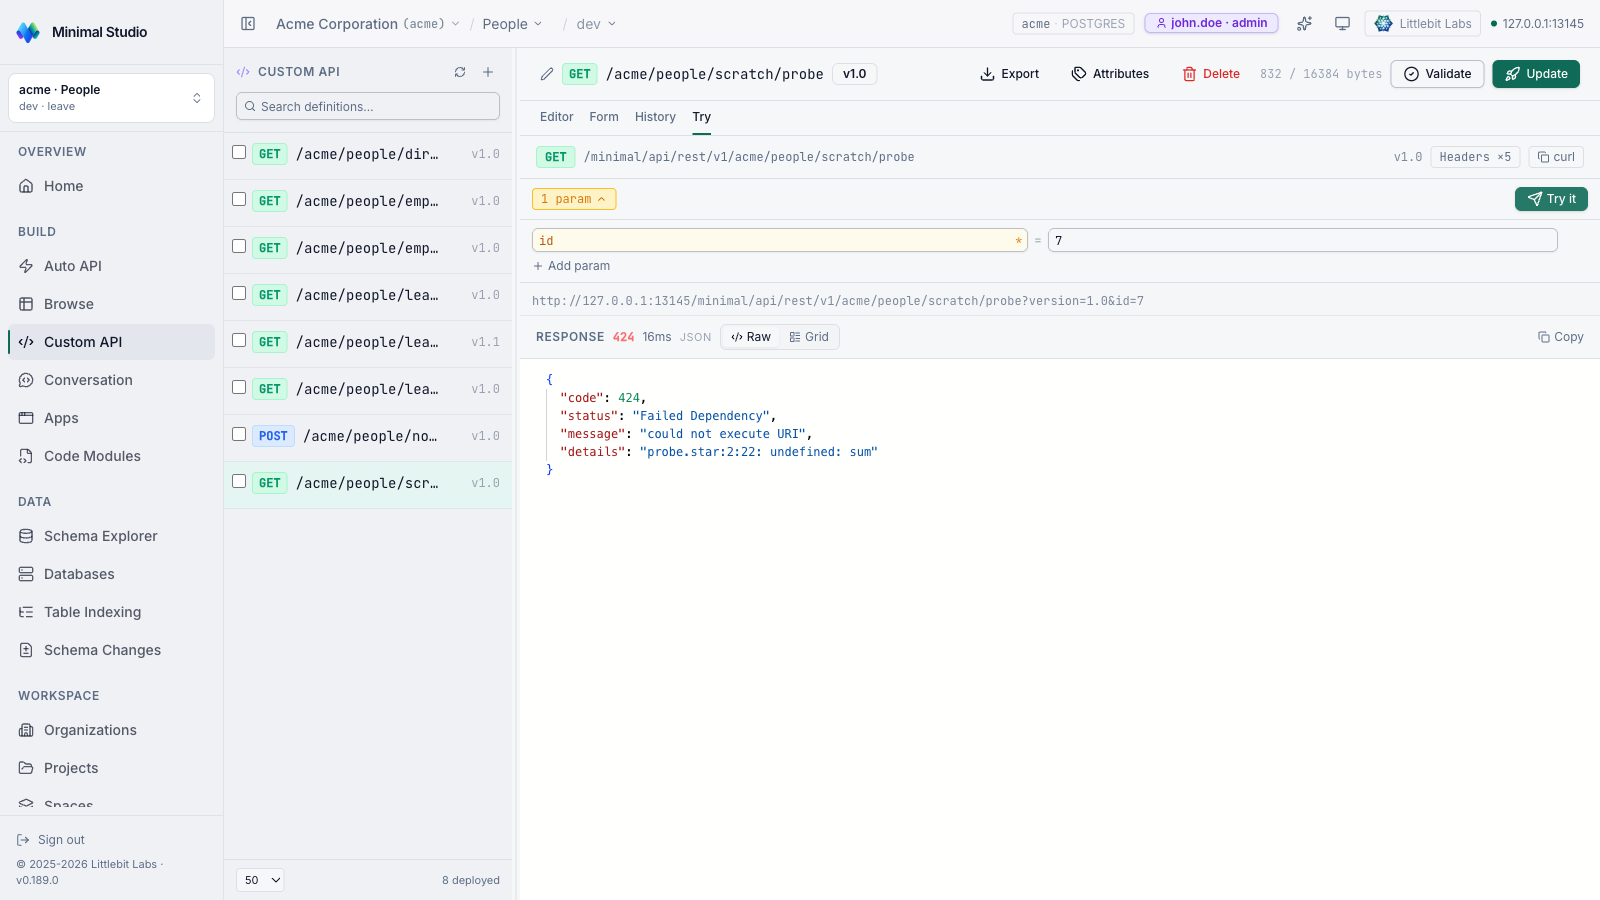 Minimal Studio
acme · People
dev · leave
OVERVIEW
Home
BUILD
Auto API
Browse
Custom API
Conversation
Apps
Code Modules
DATA
Schema Explorer
Databases
Table Indexing
Schema Changes
WORKSPACE
Organizations
Projects
Spaces
Sign out
© 2025-2026 Littlebit Labs ·
v0.189.0
Acme Corporation (acme) / People / dev
acme · POSTGRES
john.doe · admin
Littlebit Labs
127.0.0.1:13145
CUSTOM API
Search definitions...
GET /acme/people/dir… v1.0
GET /acme/people/emp… v1.0
GET /acme/people/emp… v1.0
GET /acme/people/lea… v1.0
GET /acme/people/lea… v1.1
GET /acme/people/lea… v1.0
POST /acme/people/no… v1.0
GET /acme/people/scr… v1.0
50
8 deployed
GET /acme/people/scratch/probe v1.0
Export
Attributes
Delete
832 / 16384 bytes
Validate
Update
Editor
Form
History
Try
GET /minimal/api/rest/v1/acme/people/scratch/probe
v1.0
Headers ×5
curl
1 param
Try it
id * = 7
+ Add param
http://127.0.0.1:13145/minimal/api/rest/v1/acme/people/scratch/probe?version=1.0&id=7
RESPONSE 424 16ms JSON
Raw
Grid
Copy
{
"code": 424,
"status": "Failed Dependency",
"message": "could not execute URI",
"details": "probe.star:2:22: undefined: sum"
}